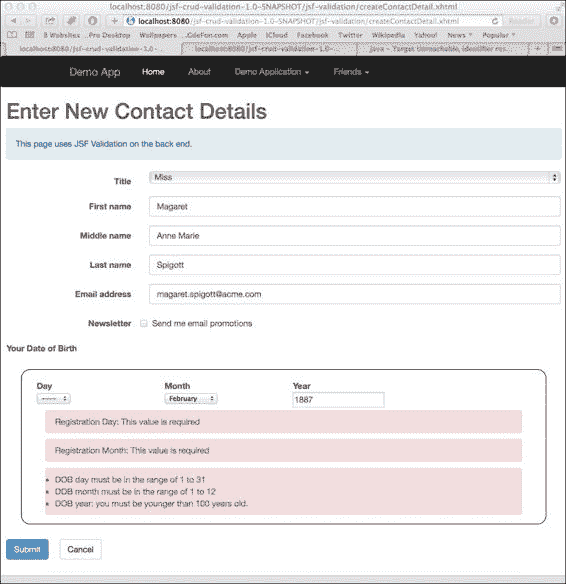 localhost:8080/jsf-crud-validation-1.0-SNAPSHOT/jsf-validation/createContactDetail.xhtml
localhost:8080/jsf-crud-validation-1.0-SNAPSHOT/jsf-validation/createContactDetail.xhtml
Reader
8 Websites
Pro Desktop
Wallpapers
Apple
iCloud
Facebook
Twitter
Wikipedia
Yahoo!
News
Popular
localhost:8080/jsf-crud-validation-1.0-...
localhost:8080/jsf-crud-validation-1.0-S...
java - Target Unreachable, identifier res...
Demo App
Home
About
Demo Application
Friends
Enter New Contact Details
This page uses JSF Validation on the back end.
Title
Miss
First name
Magaret
Middle name
Anne Marie
Last name
Spigott
Email address
magaret.spigott@acme.com
Newsletter
Send me email promotions
Your Date of Birth
Day
Month
Year
----
February
1887
Registration Day: This value is required
Registration Month: This value is required
DOB day must be in the range of 1 to 31
DOB month must be in the range of 1 to 12
DOB year: you must be younger than 100 years old.
Submit
Cancel